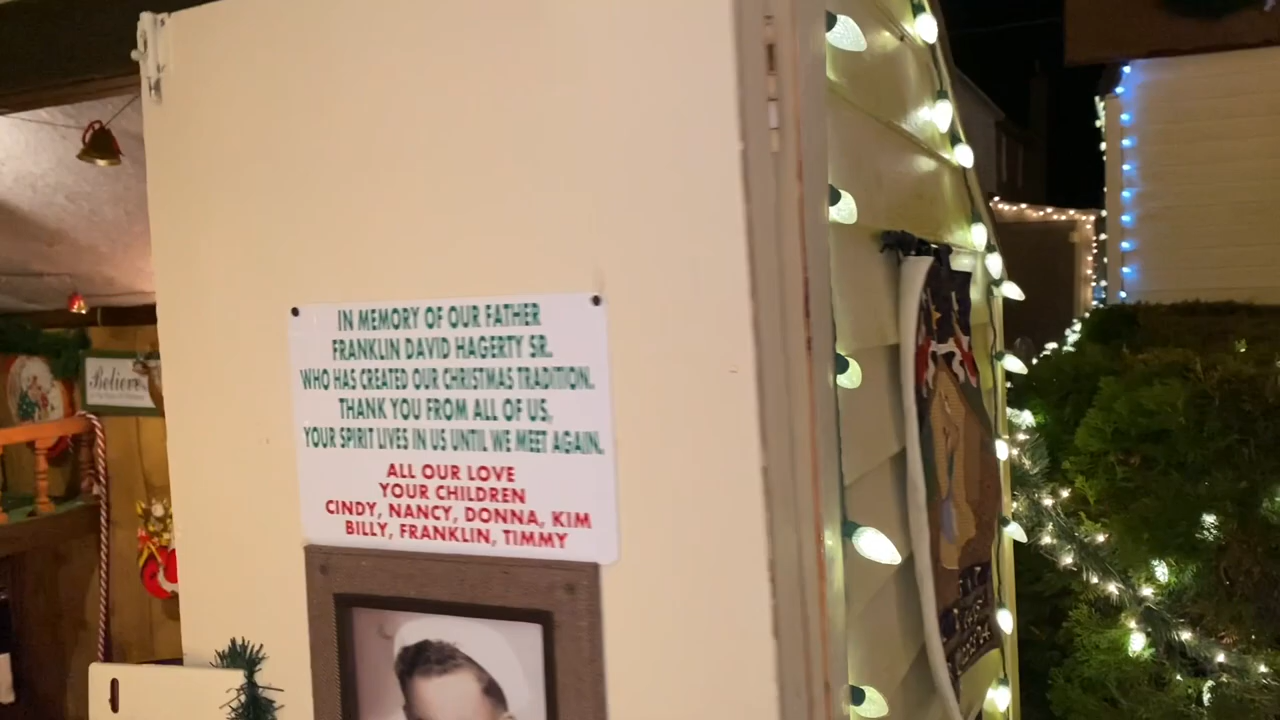 IN MEMORY OF OUR FATHER
FRANKLIN DAVID HAGERTY SR.
WHO HAS CREATED OUR CHRISTMAS TRADITION.
THANK YOU FROM ALL OF US,
YOUR SPIRIT LIVES IN US UNTIL WE MEET AGAIN.
ALL OUR LOVE
YOUR CHILDREN
CINDY, NANCY, DONNA, KIM
BILLY, FRANKLIN, TIMMY
Believe